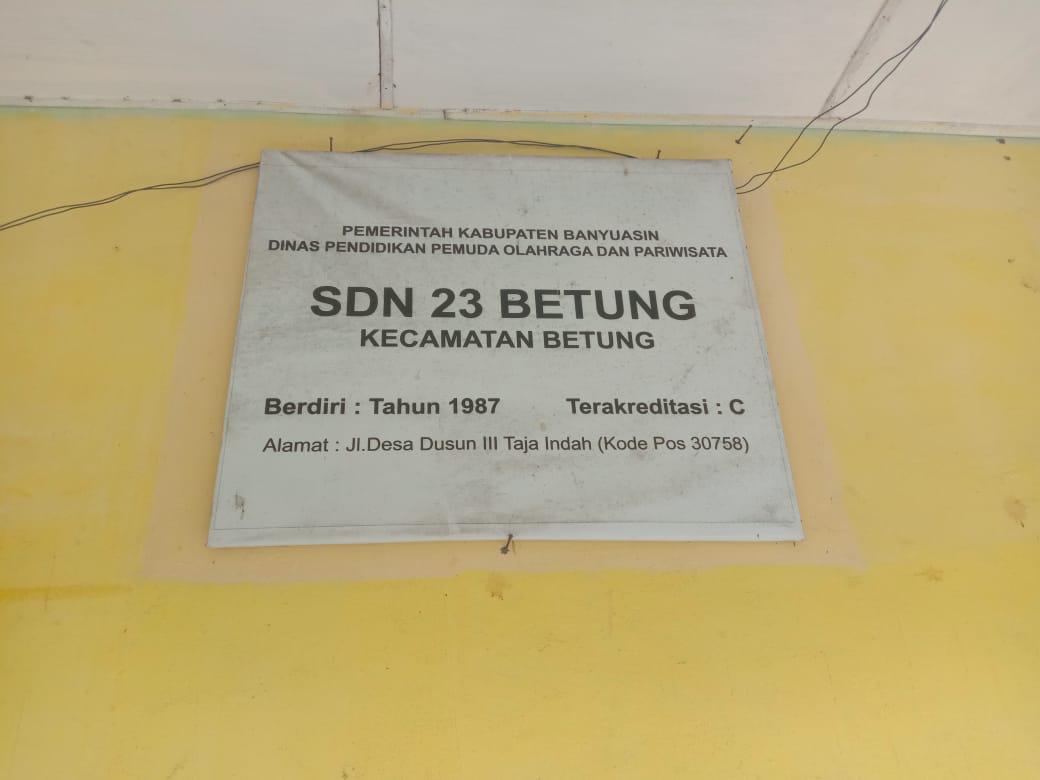 PEMERINTAH KABUPATEN BANYUASIN
DINAS PENDIDIKAN PEMUDA OLAHRAGA DAN PARIWISATA
SDN 23 BETUNG
KECAMATAN BETUNG
Berdiri : Tahun 1987 Terakreditasi : C
Alamat : Jl.Desa Dusun III Taja Indah (Kode Pos 30758)